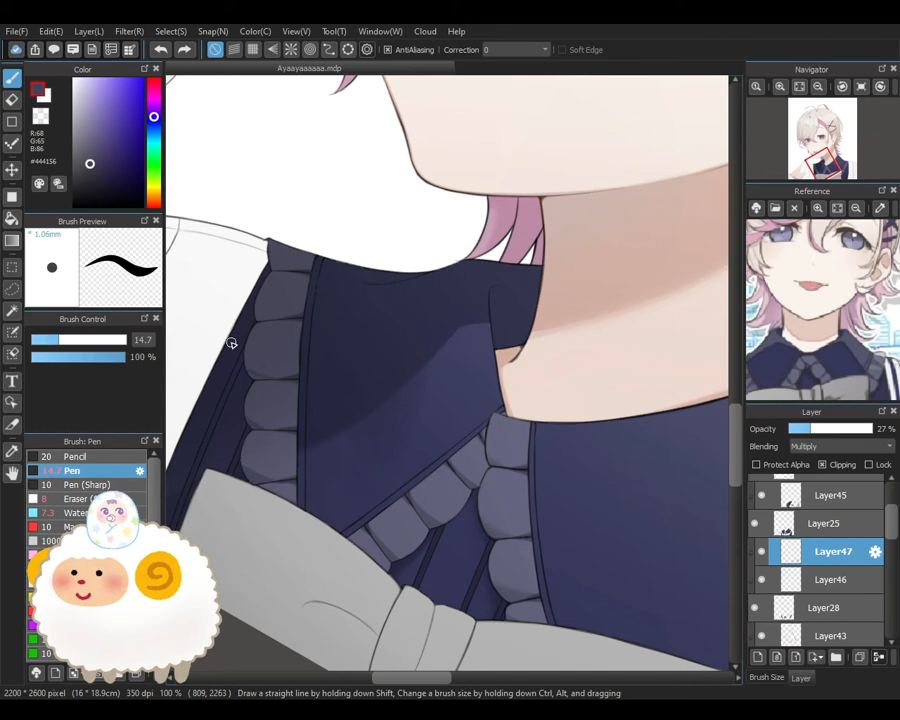 File(F) Edit(E) Layer(L) Filter(R) Select(S) Snap(N) Color(C) View(V) Tool(T) Window(W) Cloud Help
AntiAliasing Correction 0 Soft Edge
Color
Ayaayaaaaaa.mdp
Navigator
R:68
G:65
B:86
#444156
Reference
Brush Preview
* 1.06mm
Brush Control
14.7
100 %
Layer
Opacity 27 %
Blending Multiply
Brush: Pen
20 Pencil
14.7 Pen
10 Pen (Sharp)
8 Eraser
7.3 Water
10
1000
10
Protect Alpha Clipping Lock
Layer45
Layer25
Layer47
Layer46
Layer28
Layer43
Brush Size Layer
2200 * 2600 pixel (16 * 18.9cm) 350 dpi 100 % ( 809, 2263 ) Draw a straight line by holding down Shift, Change a brush size by holding down Ctrl, Alt, and dragging